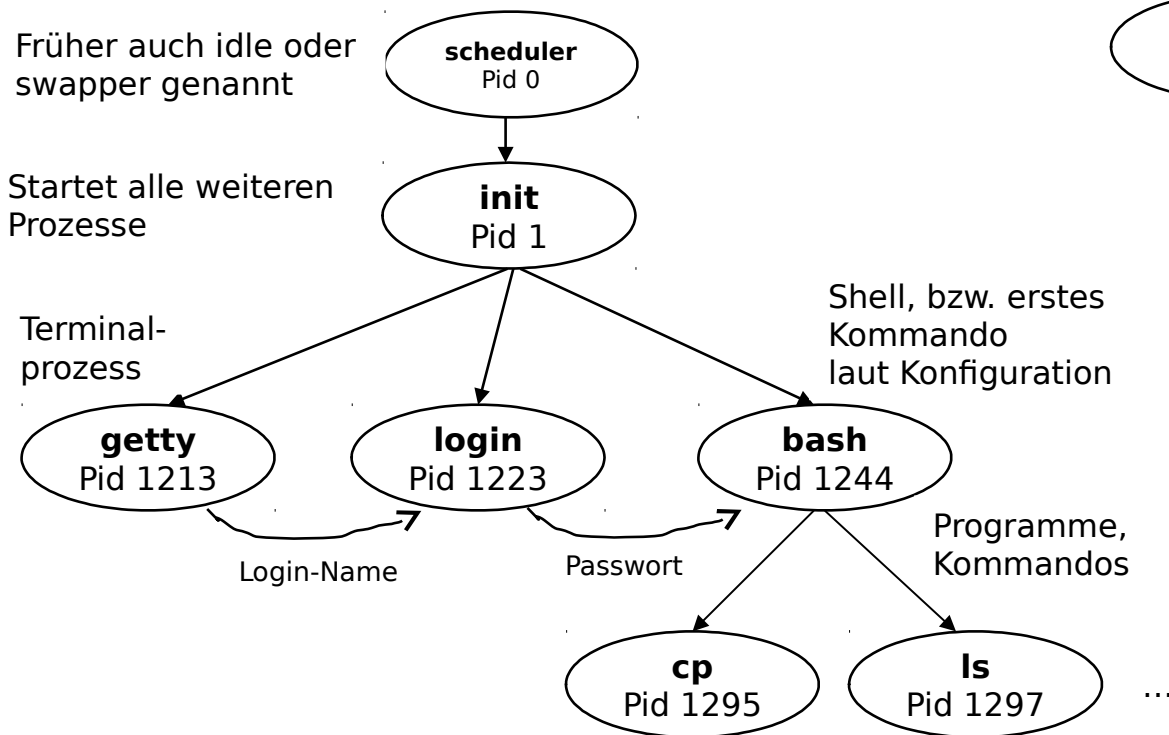 Früher auch idle oder
swapper genannt
scheduler
Pid 0
Startet alle weiteren
Prozesse
init
Pid 1
Terminal-
prozess
Shell, bzw. erstes
Kommando
laut Konfiguration
getty
Pid 1213
login
Pid 1223
bash
Pid 1244
Login-Name
Passwort
Programme,
Kommandos
cp
Pid 1295
ls
Pid 1297
...